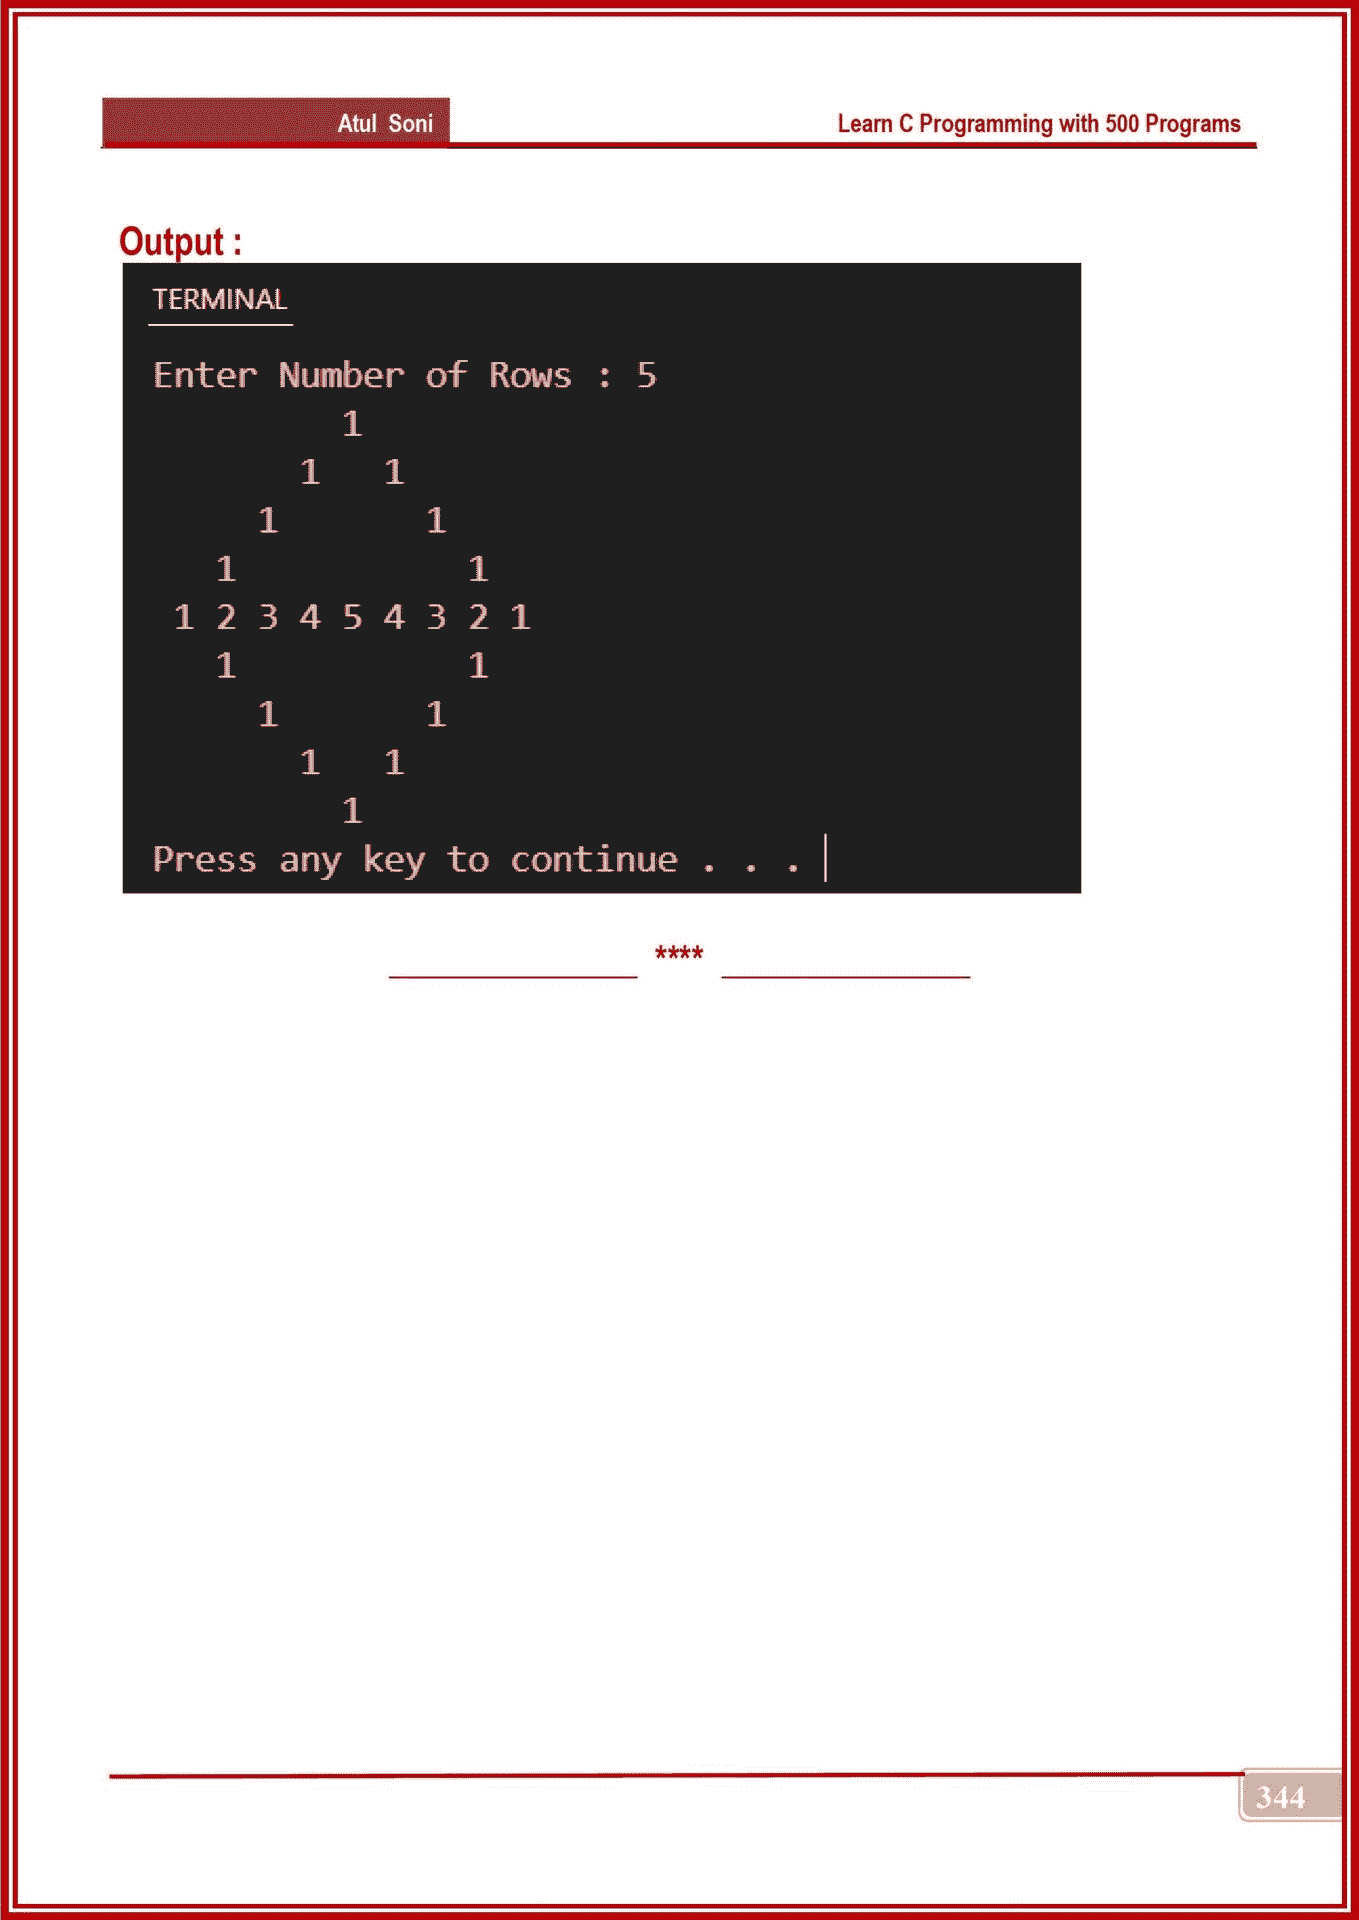 Atul Soni
Learn C Programming with 500 Programs
Output :
TERMINAL
Enter Number of Rows : 5
         1
       1   1
     1       1
   1           1
 1 2 3 4 5 4 3 2 1
   1           1
     1       1
       1   1
         1
Press any key to continue . . .
****
344